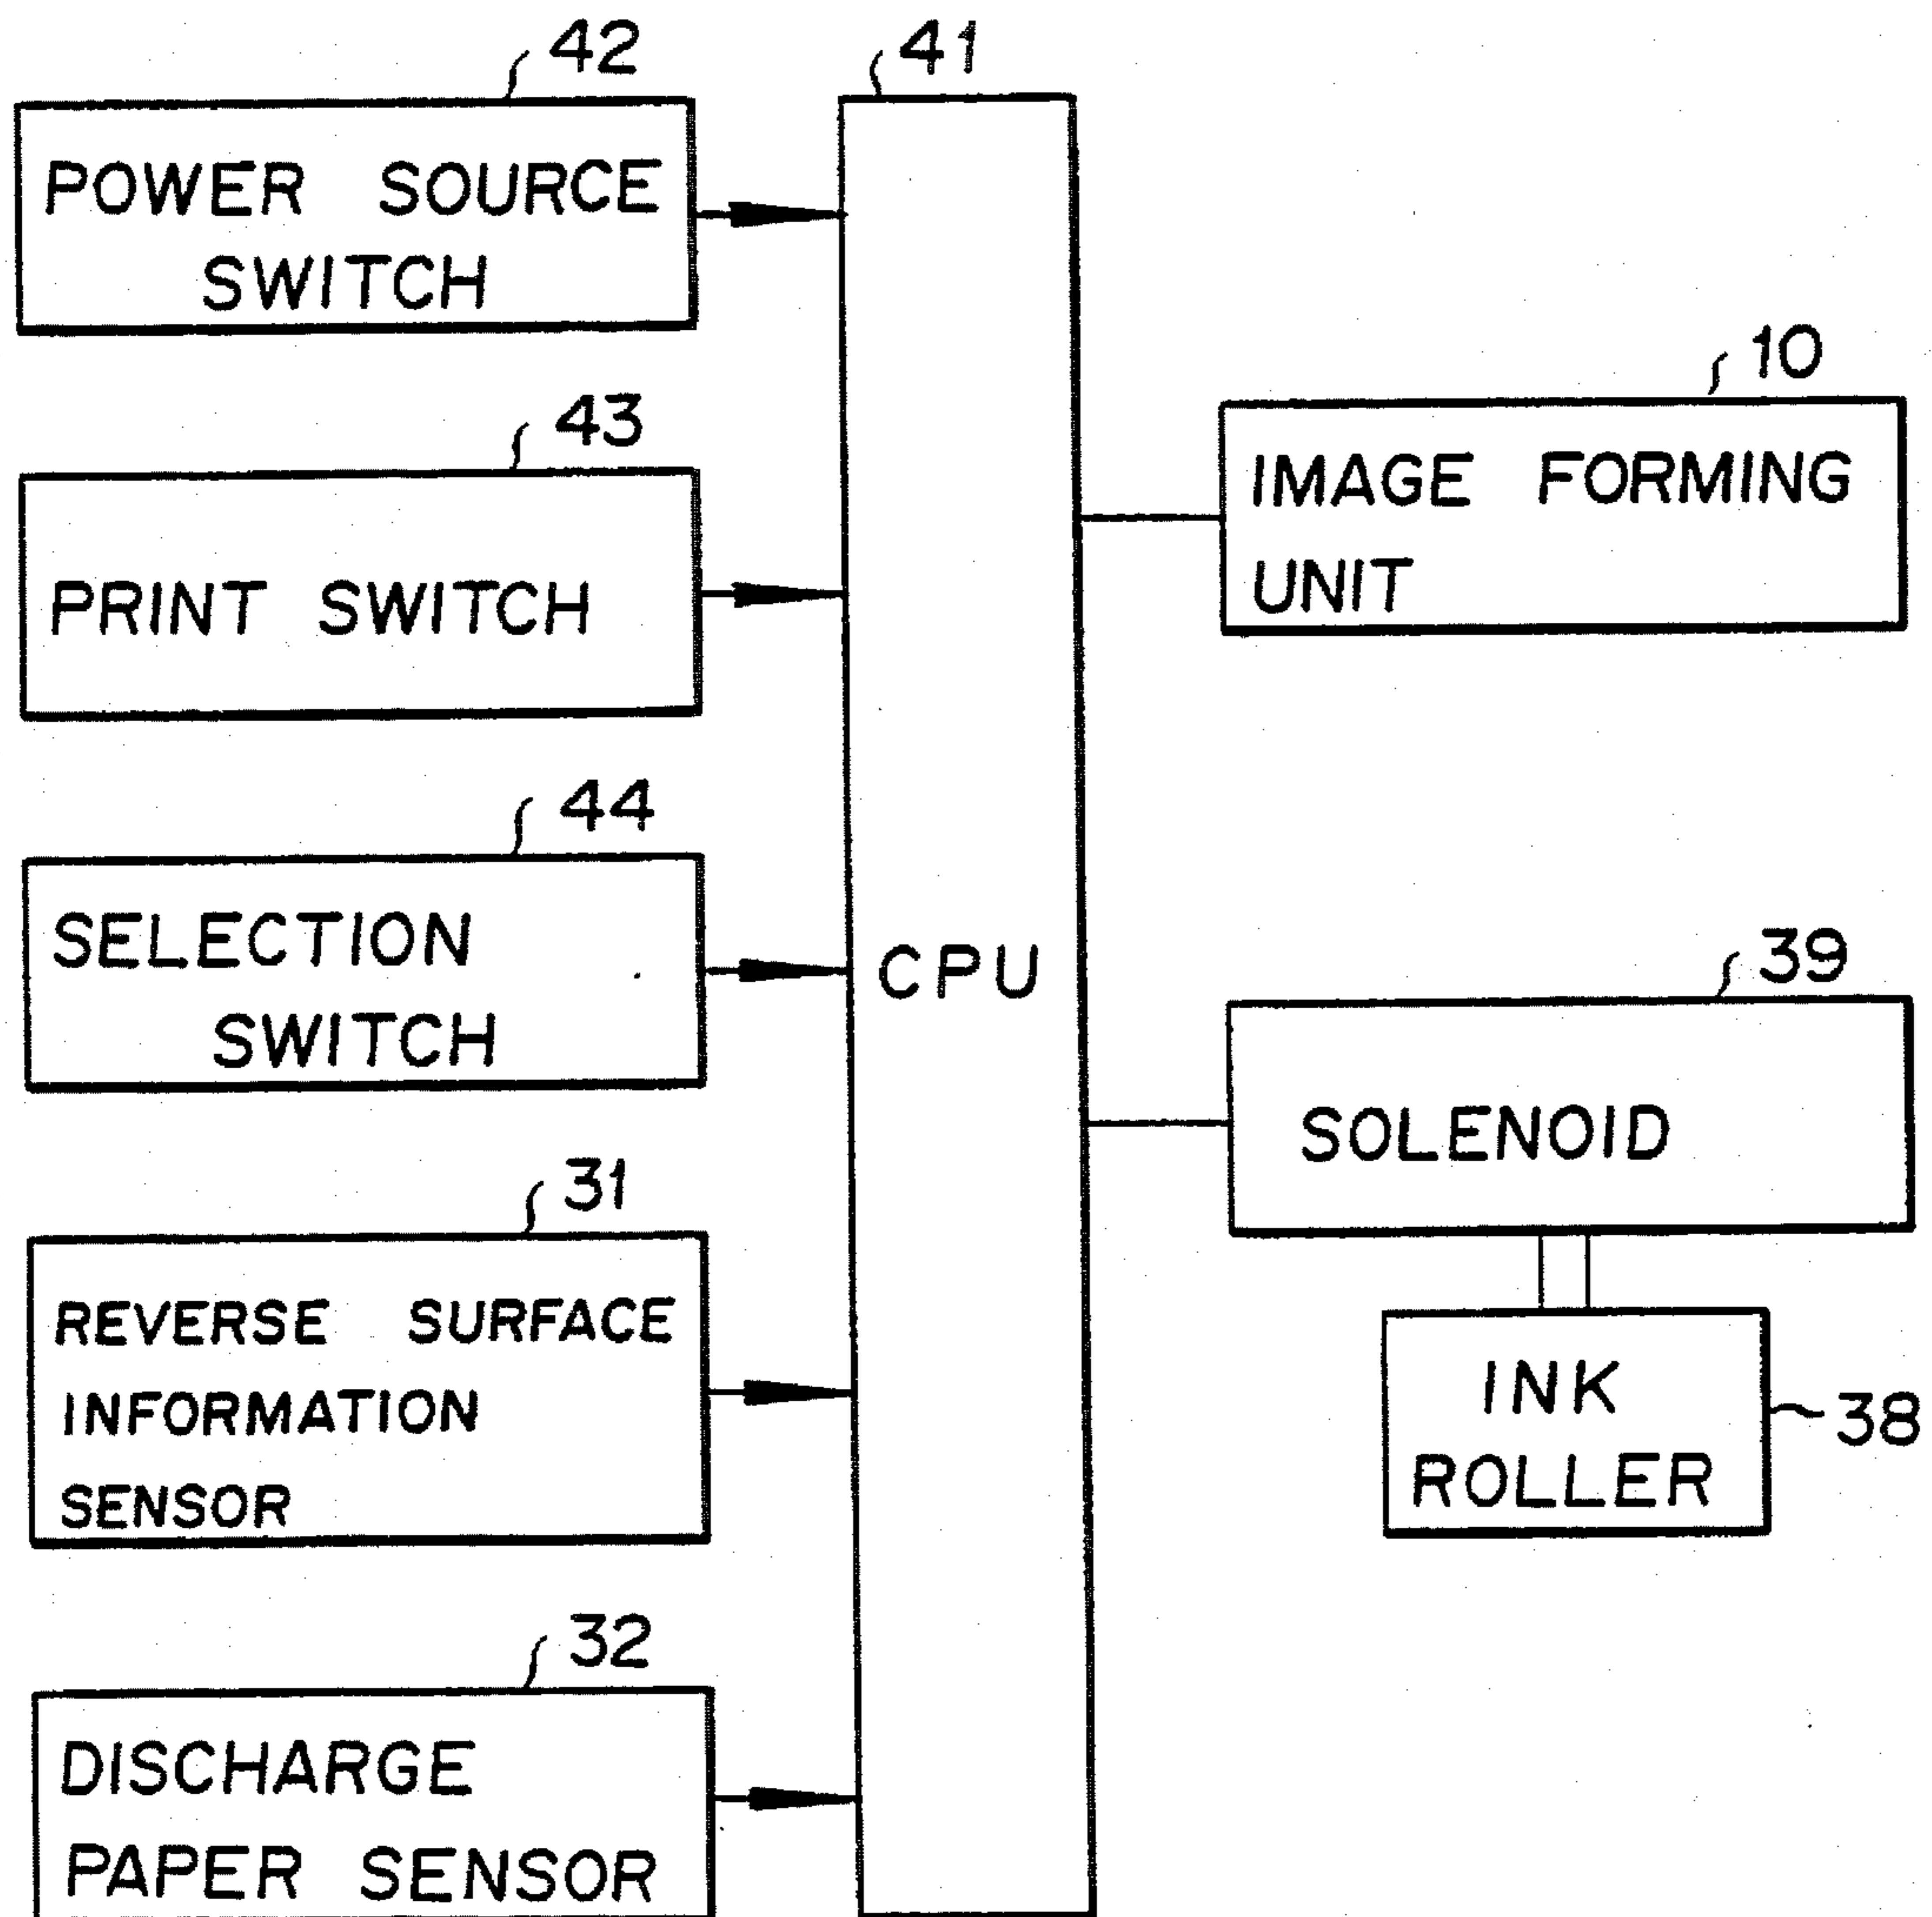 42
POWER SOURCE
SWITCH
43
PRINT SWITCH
44
SELECTION
SWITCH
31
REVERSE SURFACE
INFORMATION
SENSOR
32
DISCHARGE
PAPER SENSOR
41
CPU
10
IMAGE FORMING
UNIT
39
SOLENOID
INK
ROLLER
38